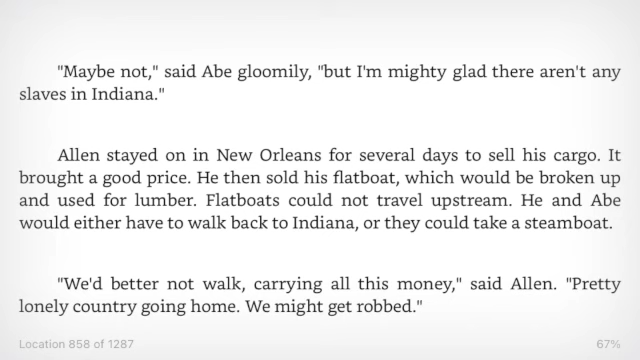 "Maybe not," said Abe gloomily, "but I'm mighty glad there aren't any
slaves in Indiana."
Allen stayed on in New Orleans for several days to sell his cargo. It
brought a good price. He then sold his flatboat, which would be broken up
and used for lumber. Flatboats could not travel upstream. He and Abe
would either have to walk back to Indiana, or they could take a steamboat.
"We'd better not walk, carrying all this money," said Allen. "Pretty
lonely country going home. We might get robbed."
Location 858 of 1287 67%